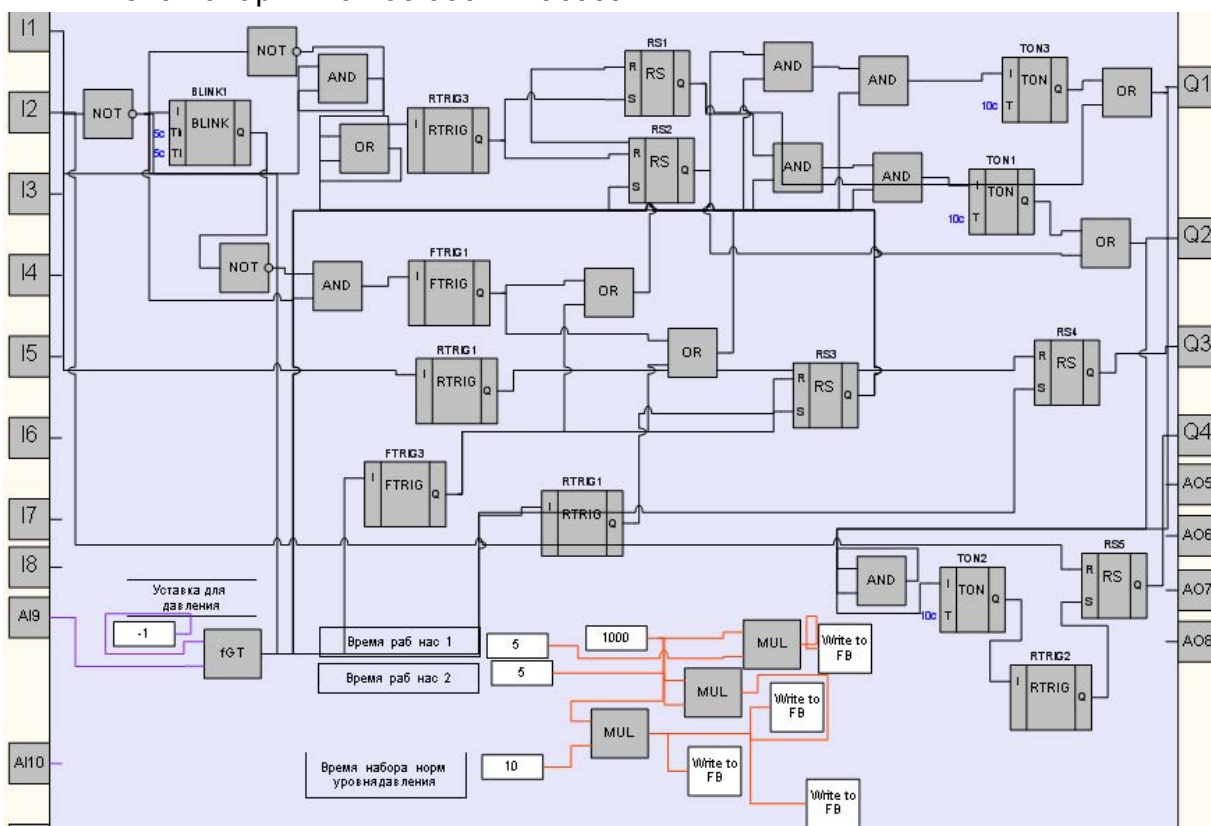 I1
NOT
AND
RS1
R
RS
S
Q
AND
AND
TON3
I
TON
Q
10c
T
OR
Q1
I2
NOT
BLINK1
I
BLINK
5c
Q
5c
OR
RTRIG3
I
RTRIG
Q
RS2
R
RS
S
Q
AND
AND
TON1
I
TON
Q
10c
T
I3
OR
Q2
I4
NOT
AND
FTRIG1
I
FTRIG
Q
OR
I5
RTRIG1
I
RTRIG
Q
OR
RS3
R
RS
S
Q
RS4
R
RS
S
Q
Q3
I6
FTRIG3
I
FTRIG
Q
Q4
AO5
I7
RTRIG1
I
RTRIG
Q
AO6
I8
AND
TON2
I
TON
Q
10c
T
RS5
R
RS
S
Q
AO7
Уставка для
давления
AI9
-1
fGT
Время раб нас 1
5
1000
MUL
Write to
FB
AO8
Время раб нас 2
5
MUL
RTRIG2
I
RTRIG
Q
Write to
FB
MUL
AI10
Время набора норм
уровнядавления
10
Write to
FB
Write to
FB